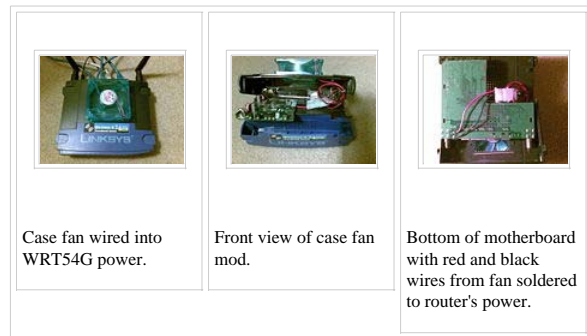 LINKSYS
Case fan wired into
WRT54G power.
Front view of case fan
mod.
Bottom of motherboard
with red and black
wires from fan soldered
to router's power.